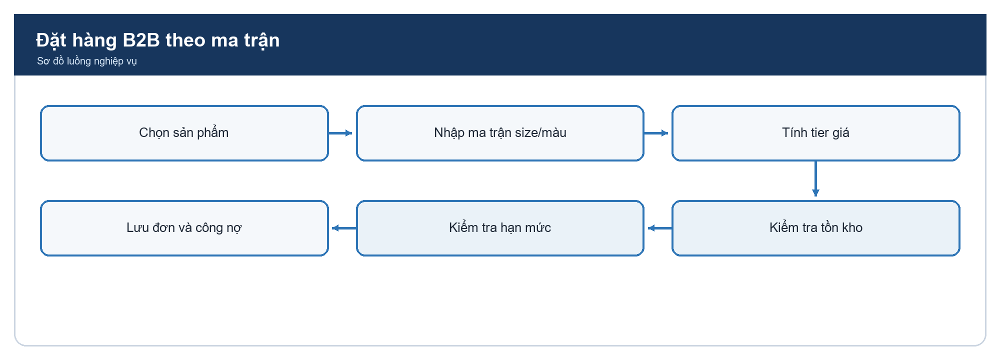 Đặt hàng B2B theo ma trận
Sơ đồ luồng nghiệp vụ
Chọn sản phẩm
Nhập ma trận size/màu
Tính tier giá
Kiểm tra tồn kho
Kiểm tra hạn mức
Lưu đơn và công nợ